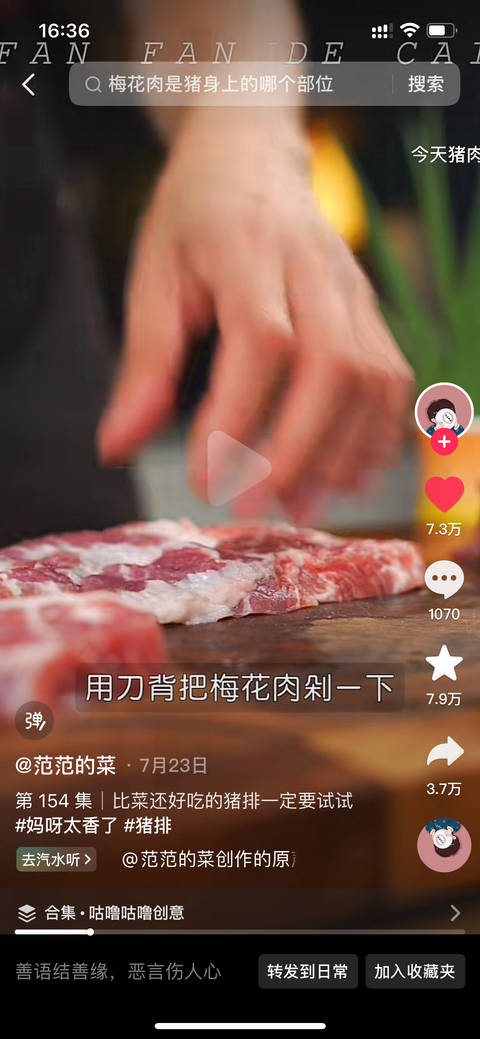 16:36
FAN FAN IDE CAI
梅花肉是猪身上的哪个部位
搜索
今天猪肉
7.3万
1070
7.9万
3.7万
用刀背把梅花肉剁一下
弹
@范范的菜 · 7月23日
第 154 集｜比菜还好吃的猪排一定要试试
#妈呀太香了 #猪排
去汽水听 @范范的菜创作的原
合集 · 咕噜咕噜创意
善语结善缘，恶言伤人心
转发到日常
加入收藏夹